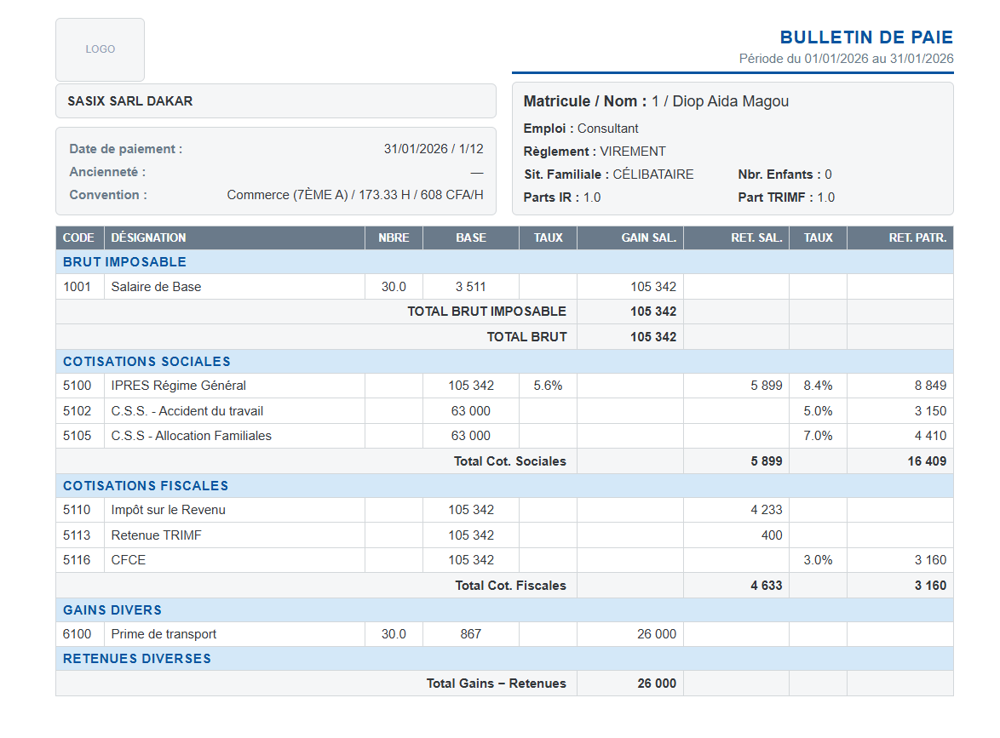 LOGO
BULLETIN DE PAIE
Période du 01/01/2026 au 31/01/2026
SASIX SARL DAKAR
Date de paiement : 31/01/2026 / 1/12
Ancienneté : —
Convention : Commerce (7ÈME A) / 173.33 H / 608 CFA/H
Matricule / Nom : 1 / Diop Aida Magou
Emploi : Consultant
Règlement : VIREMENT
Sit. Familiale : CÉLIBATAIRE Nbr. Enfants : 0
Parts IR : 1.0 Part TRIMF : 1.0
CODE DÉSIGNATION NBRE BASE TAUX GAIN SAL. RET. SAL. TAUX RET. PATR.
BRUT IMPOSABLE
1001 Salaire de Base 30.0 3 511 105 342
TOTAL BRUT IMPOSABLE 105 342
TOTAL BRUT 105 342
COTISATIONS SOCIALES
5100 IPRES Régime Général 105 342 5.6% 5 899 8.4% 8 849
5102 C.S.S. - Accident du travail 63 000 5.0% 3 150
5105 C.S.S - Allocation Familiales 63 000 7.0% 4 410
Total Cot. Sociales 5 899 16 409
COTISATIONS FISCALES
5110 Impôt sur le Revenu 105 342 4 233
5113 Retenue TRIMF 105 342 400
5116 CFCE 105 342 3.0% 3 160
Total Cot. Fiscales 4 633 3 160
GAINS DIVERS
6100 Prime de transport 30.0 867 26 000
RETENUES DIVERSES
Total Gains – Retenues 26 000